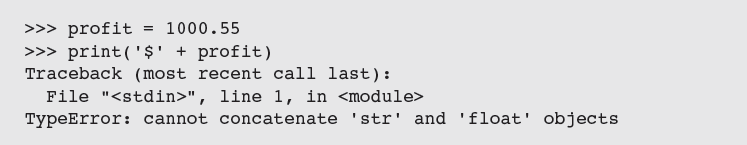 >>> profit = 1000.55
>>> print('$' + profit)
Traceback (most recent call last):
  File "<stdin>", line 1, in <module>
TypeError: cannot concatenate 'str' and 'float' objects